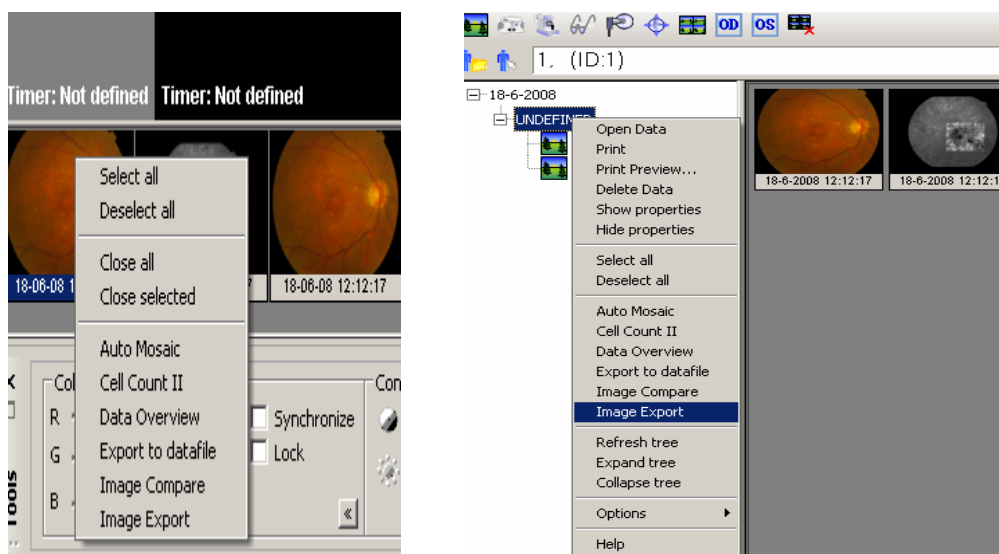 Timer: Not defined Timer: Not defined
Select all
Deselect all
Close all
Close selected
18-06-08 1
7
18-06-08 12:12:17
Auto Mosaic
Cell Count II
Data Overview
Export to datafile
Image Compare
Image Export
Col
R
G
B
Synchronize
Lock
«
Con
Tools
OD OS
1, (ID:1)
18-6-2008
UNDEFINED
Open Data
Print
Print Preview...
Delete Data
Show properties
Hide properties
Select all
Deselect all
Auto Mosaic
Cell Count II
Data Overview
Export to datafile
Image Compare
Image Export
Refresh tree
Expand tree
Collapse tree
Options
Help
18-6-2008 12:12:17
18-6-2008 12:12:1